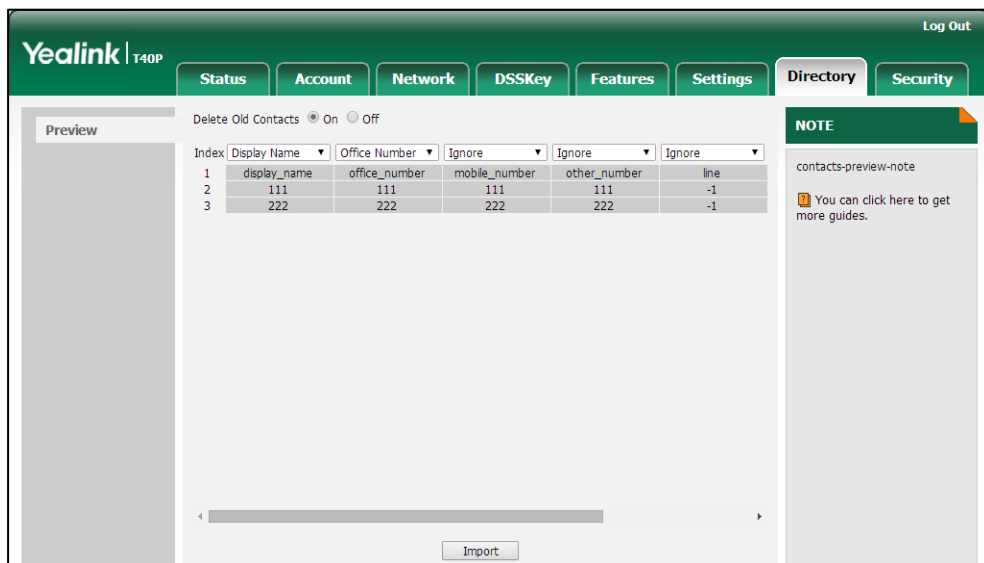 Log Out
Yealink | T40P
Status Account Network DSSKey Features Settings Directory Security
Preview
Delete Old Contacts On Off
Index Display Name Office Number Ignore Ignore Ignore
1 display_name office_number mobile_number other_number line
2 111 111 111 111 -1
3 222 222 222 222 -1
Import
NOTE
contacts-preview-note
? You can click here to get
more guides.